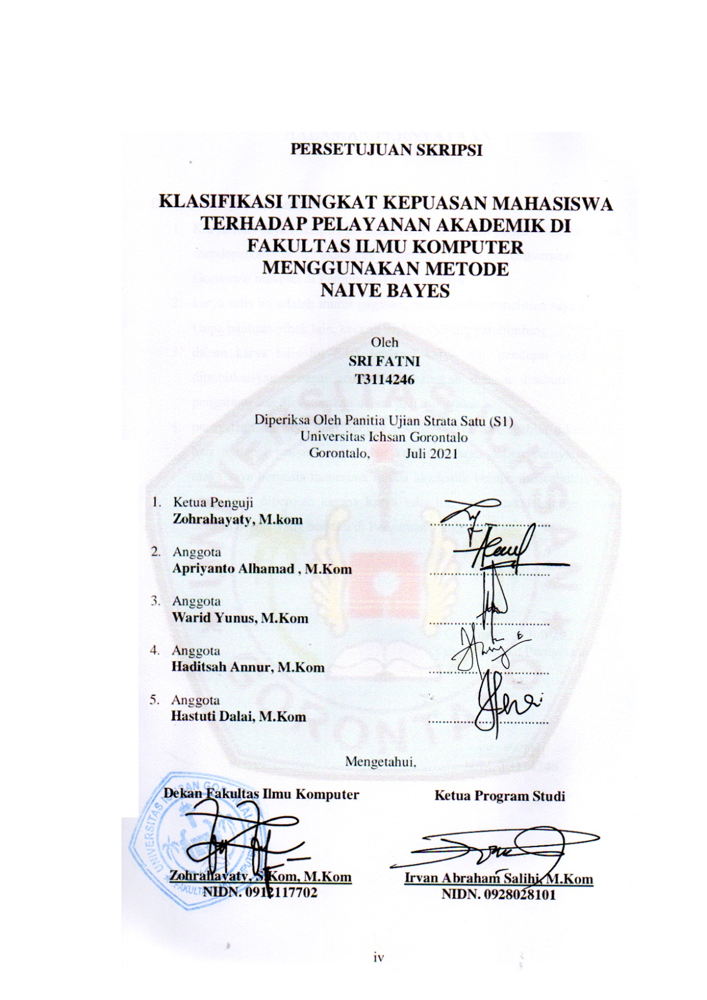 PERSETUJUAN SKRIPSI
KLASIFIKASI TINGKAT KEPUASAN MAHASISWA
TERHADAP PELAYANAN AKADEMIK DI
FAKULTAS ILMU KOMPUTER
MENGGUNAKAN METODE
NAIVE BAYES
Oleh
SRI FATNI
T3114246
Diperiksa Oleh Panitia Ujian Strata Satu (S1)
Universitas Ichsan Gorontalo
Gorontalo, Juli 2021
1. Ketua Penguji
Zohrahayaty, M.kom
2. Anggota
Apriyanto Alhamad , M.Kom
3. Anggota
Warid Yunus, M.Kom
4. Anggota
Haditsah Annur, M.Kom
5. Anggota
Hastuti Dalai, M.Kom
Mengetahui,
Dekan Fakultas Ilmu Komputer Ketua Program Studi
UNIVERSITAS ICHSAN GORONTALO
Zohrahayaty, S.Kom, M.Kom Irvan Abraham Salihi, M.Kom
NIDN. 0912117702 NIDN. 0928028101
iv